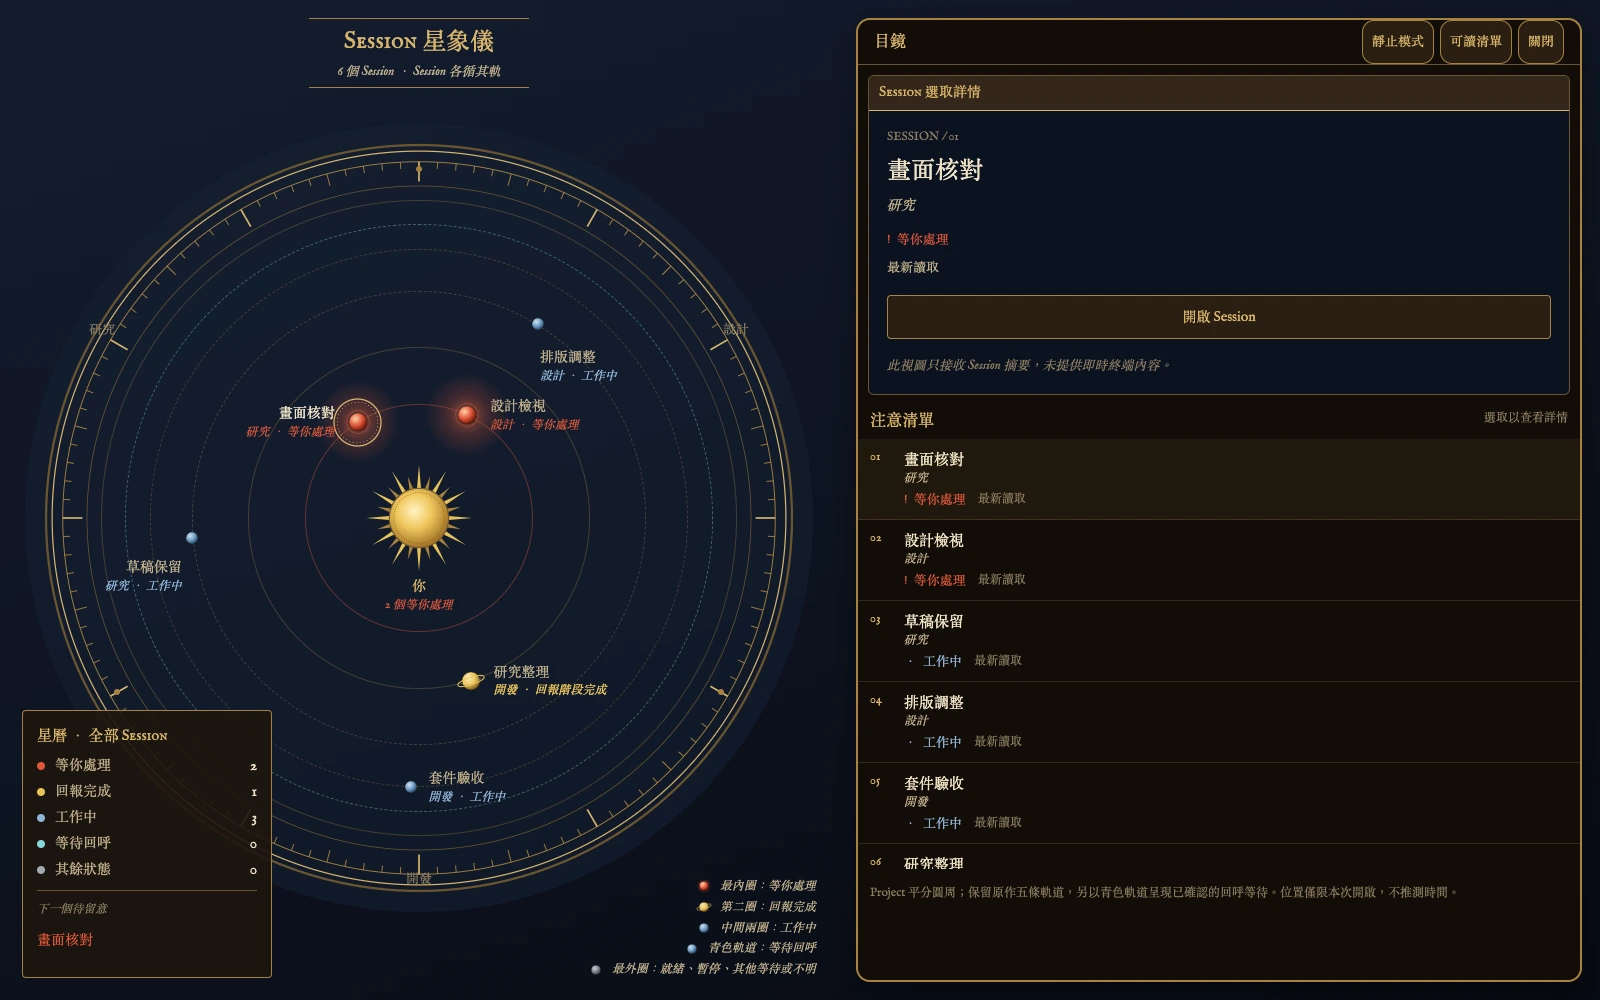 Session 星象儀
6 個 Session · Session 各循其軌
研究
設計
排版調整
設計 · 工作中
畫面核對
研究 · 等你處理
設計檢視
設計 · 等你處理
草稿保留
研究 · 工作中
你
2 個等你處理
研究整理
開發 · 回報階段完成
套件驗收
開發 · 工作中
開發
星曆 · 全部 Session
等你處理 2
回報完成 1
工作中 3
等待回呼 0
其餘狀態 0
下一個待留意
畫面核對
最內圈：等你處理
第二圈：回報完成
中間兩圈：工作中
青色軌道：等待回呼
最外圈：就緒、暫停、其他等待或不明
目鏡
靜止模式
可讀清單
關閉
Session 選取詳情
SESSION / 01
畫面核對
研究
! 等你處理
最新讀取
開啟 Session
此視圖只接收 Session 摘要，未提供即時終端內容。
注意清單
選取以查看詳情
01 畫面核對
研究
! 等你處理 最新讀取
02 設計檢視
設計
! 等你處理 最新讀取
03 草稿保留
研究
· 工作中 最新讀取
04 排版調整
設計
· 工作中 最新讀取
05 套件驗收
開發
· 工作中 最新讀取
06 研究整理
Project 平分圓周；保留原作五條軌道，另以青色軌道呈現已確認的回呼等待。位置僅限本次開啟，不推測時間。